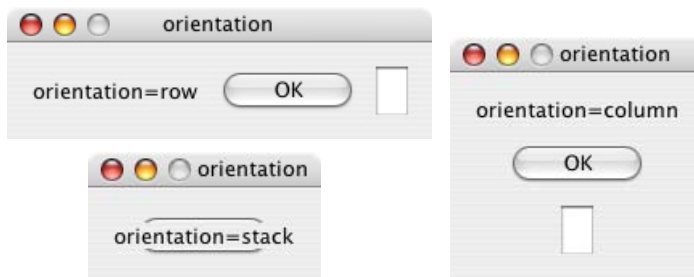 orientation
orientation=row OK
orientation
orientation=stack
orientation
orientation=column
OK